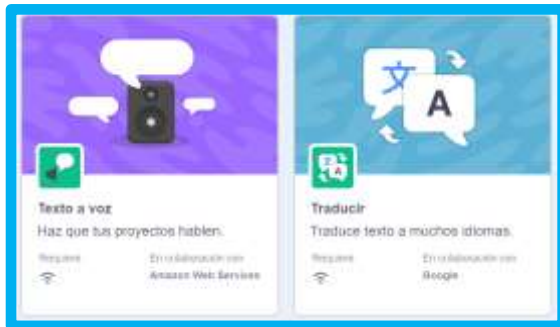 文
A
Texto a voz
Haz que tus proyectos hablen.
Requiere
En colaboración con
Amazon Web Services
Traducir
Traduce texto a muchos idiomas.
Requiere
En colaboración con
Google